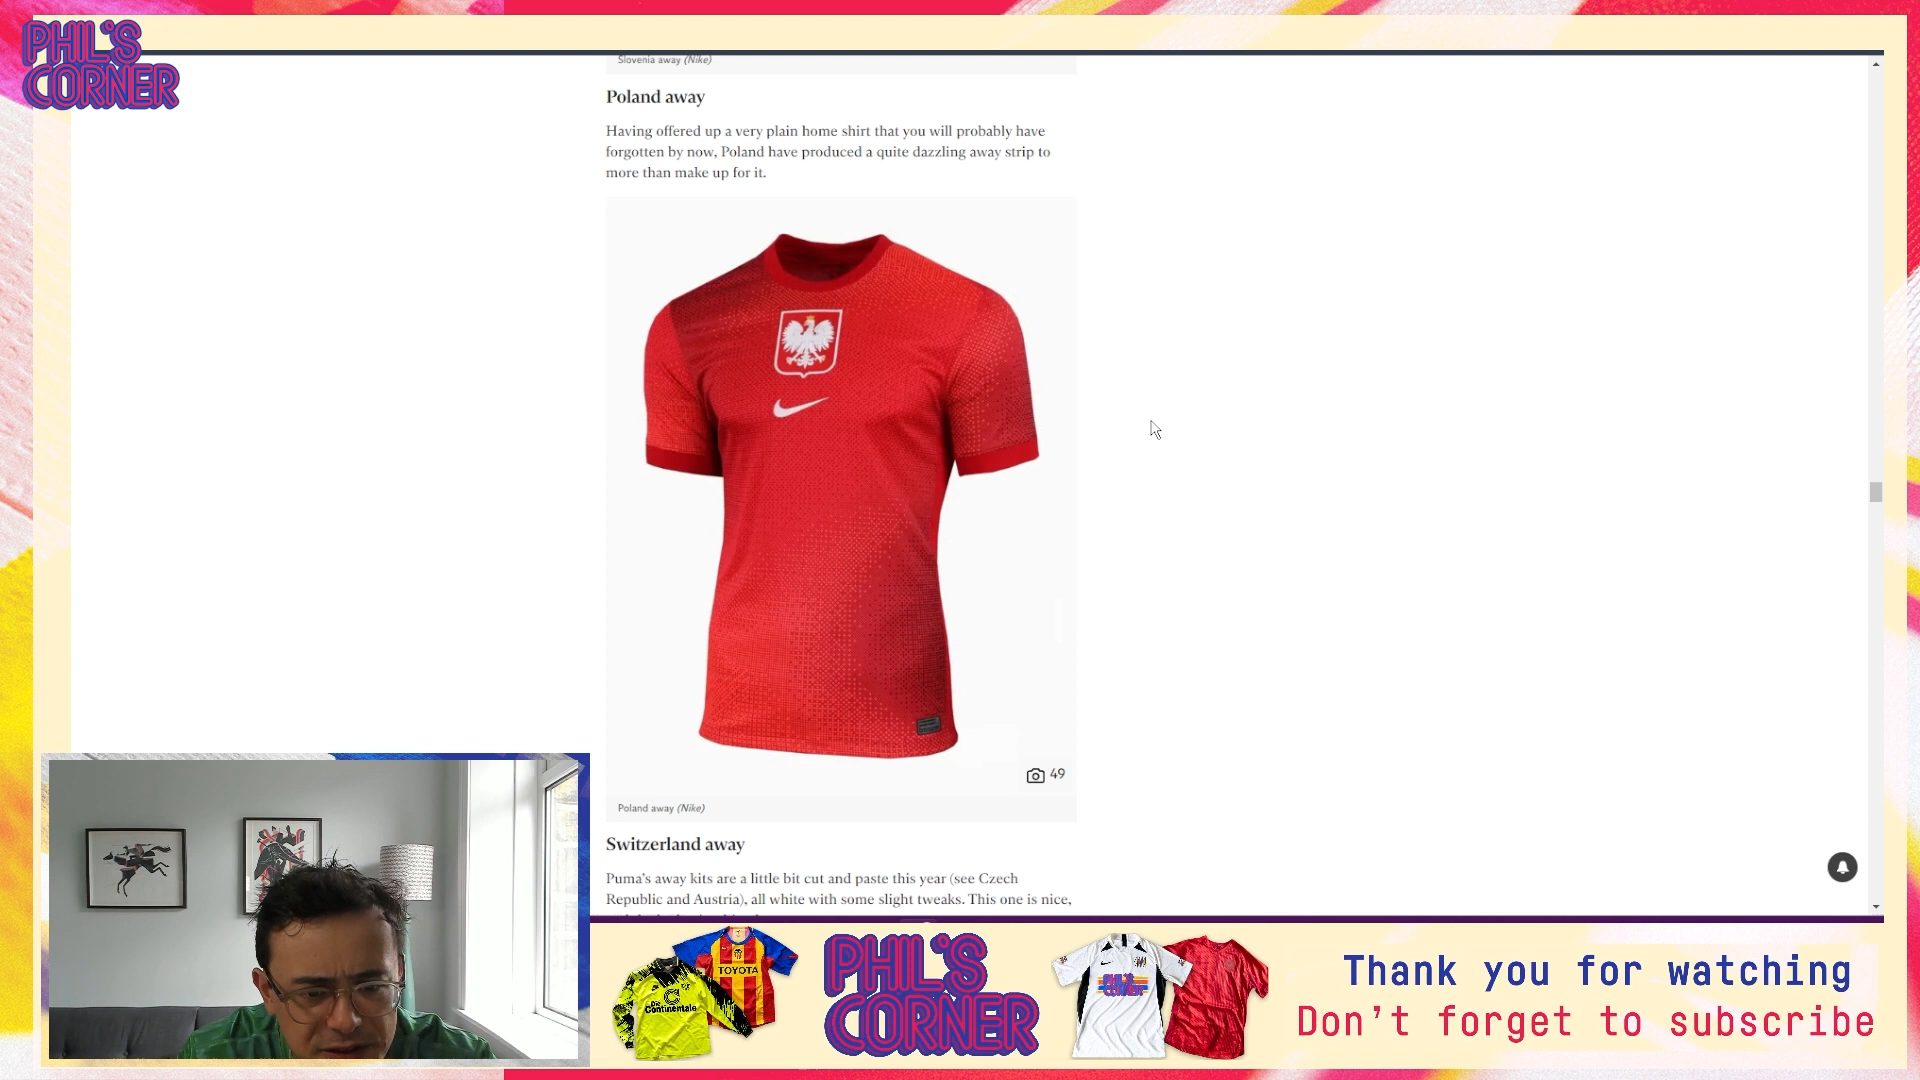 PHIL'S
CORNER
Slovenia away (Nike)
Poland away
Having offered up a very plain home shirt that you will probably have
forgotten by now, Poland have produced a quite dazzling away strip to
more than make up for it.
49
Poland away (Nike)
Switzerland away
Puma's away kits are a little bit cut and paste this year (see Czech
Republic and Austria), all white with some slight tweaks. This one is nice,
TOYOTA
Die
Continentale
PHIL'S
CORNER
PHIL'S
CORNER
Thank you for watching
Don't forget to subscribe